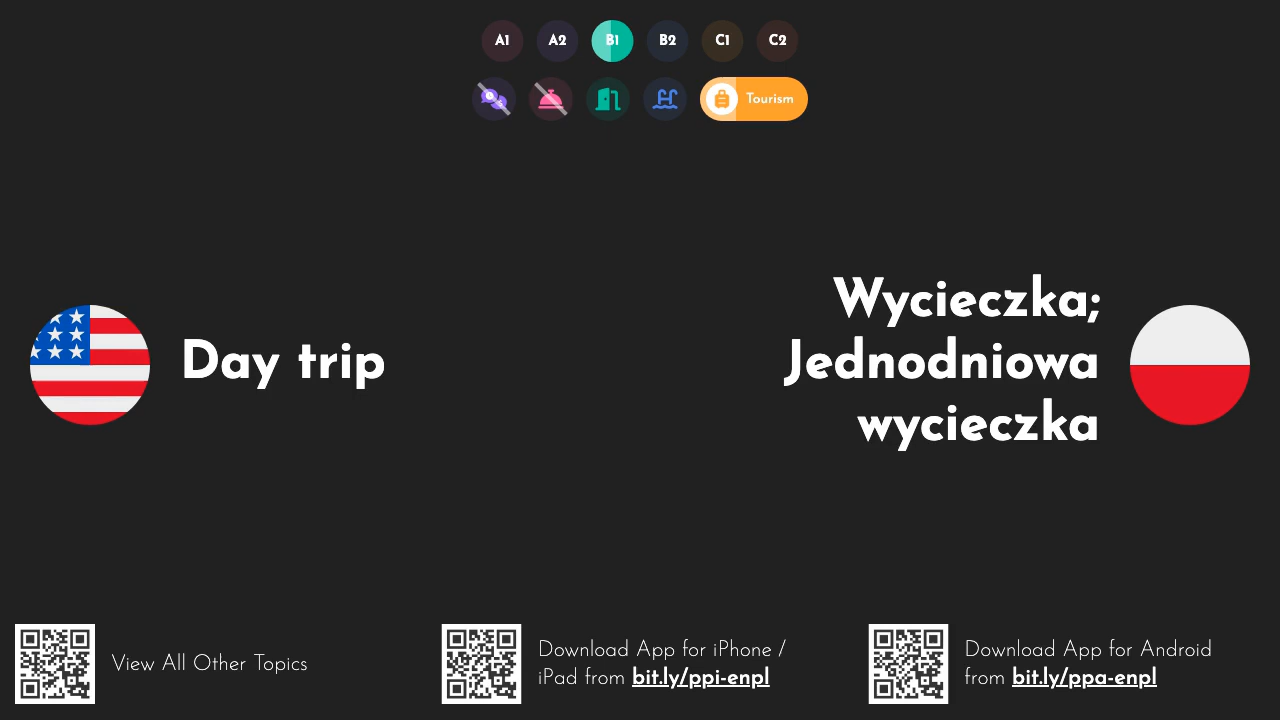 A1 A2 B1 B2 C1 C2
Tourism
Day trip
Wycieczka;
Jednodniowa
wycieczka
View All Other Topics
Download App for iPhone /
iPad from bit.ly/ppi-enpl
Download App for Android
from bit.ly/ppa-enpl